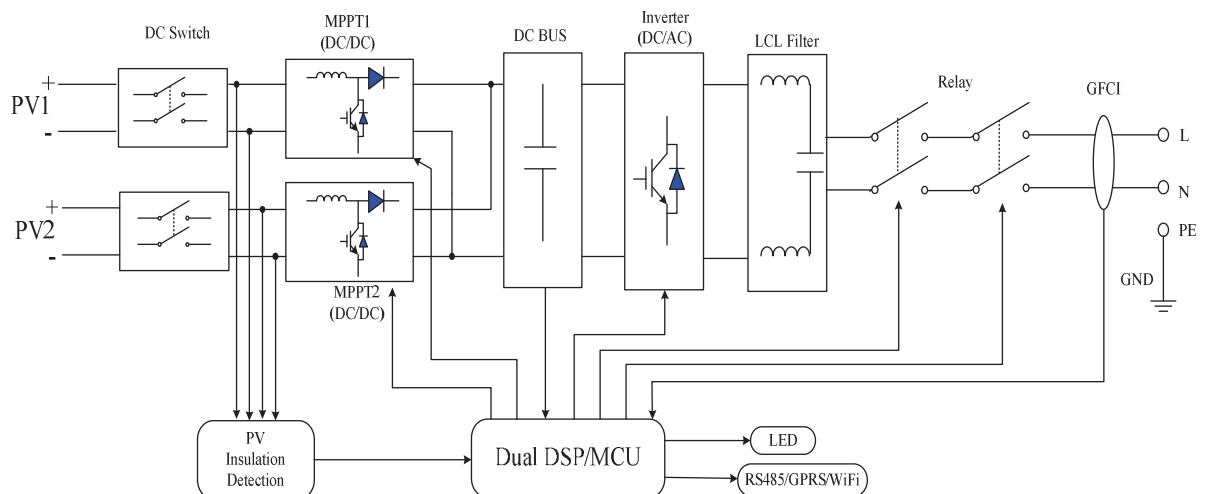 DC Switch
MPPT1
(DC/DC)
DC BUS
Inverter
(DC/AC)
LCL Filter
Relay
GFCI
+
PV1
-
+
PV2
-
MPPT2
(DC/DC)
L
N
PE
GND
PV
Insulation
Detection
Dual DSP/MCU
LED
RS485/GPRS/WiFi